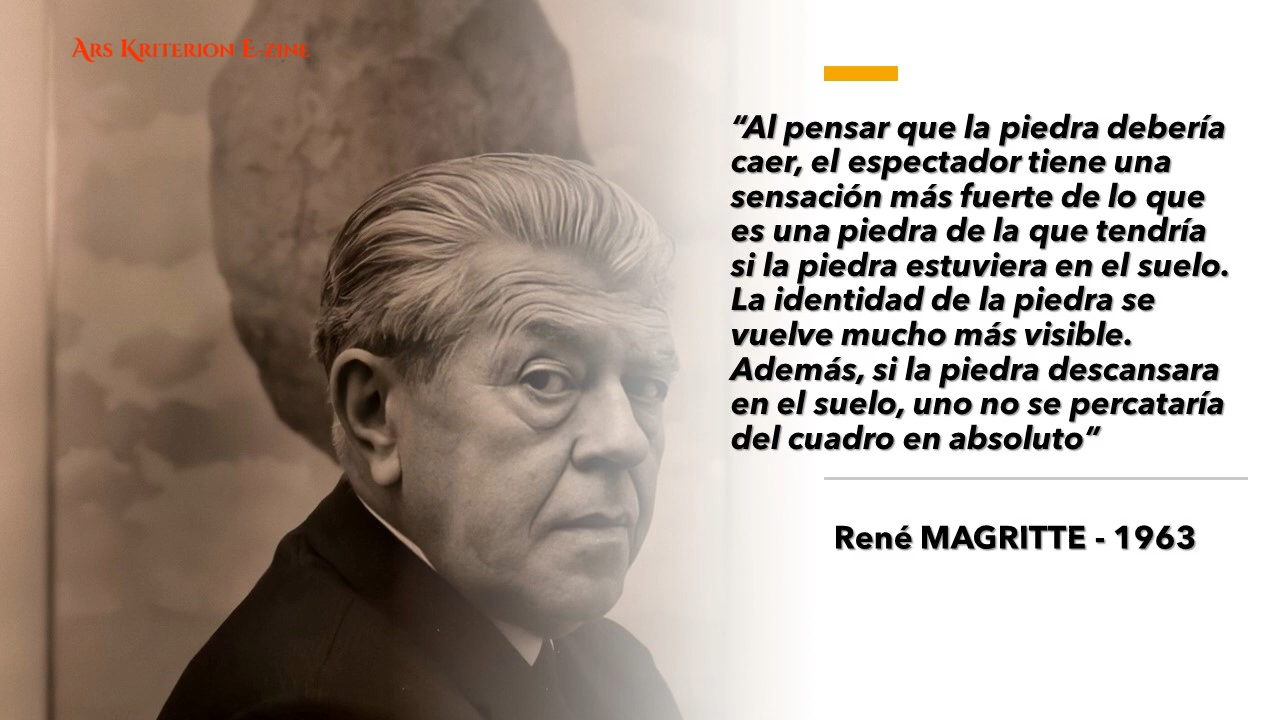 Ars Kriterion E-zine
“Al pensar que la piedra debería
caer, el espectador tiene una
sensación más fuerte de lo que
es una piedra de la que tendría
si la piedra estuviera en el suelo.
La identidad de la piedra se
vuelve mucho más visible.
Además, si la piedra descansara
en el suelo, uno no se percataría
del cuadro en absoluto”
René MAGRITTE - 1963